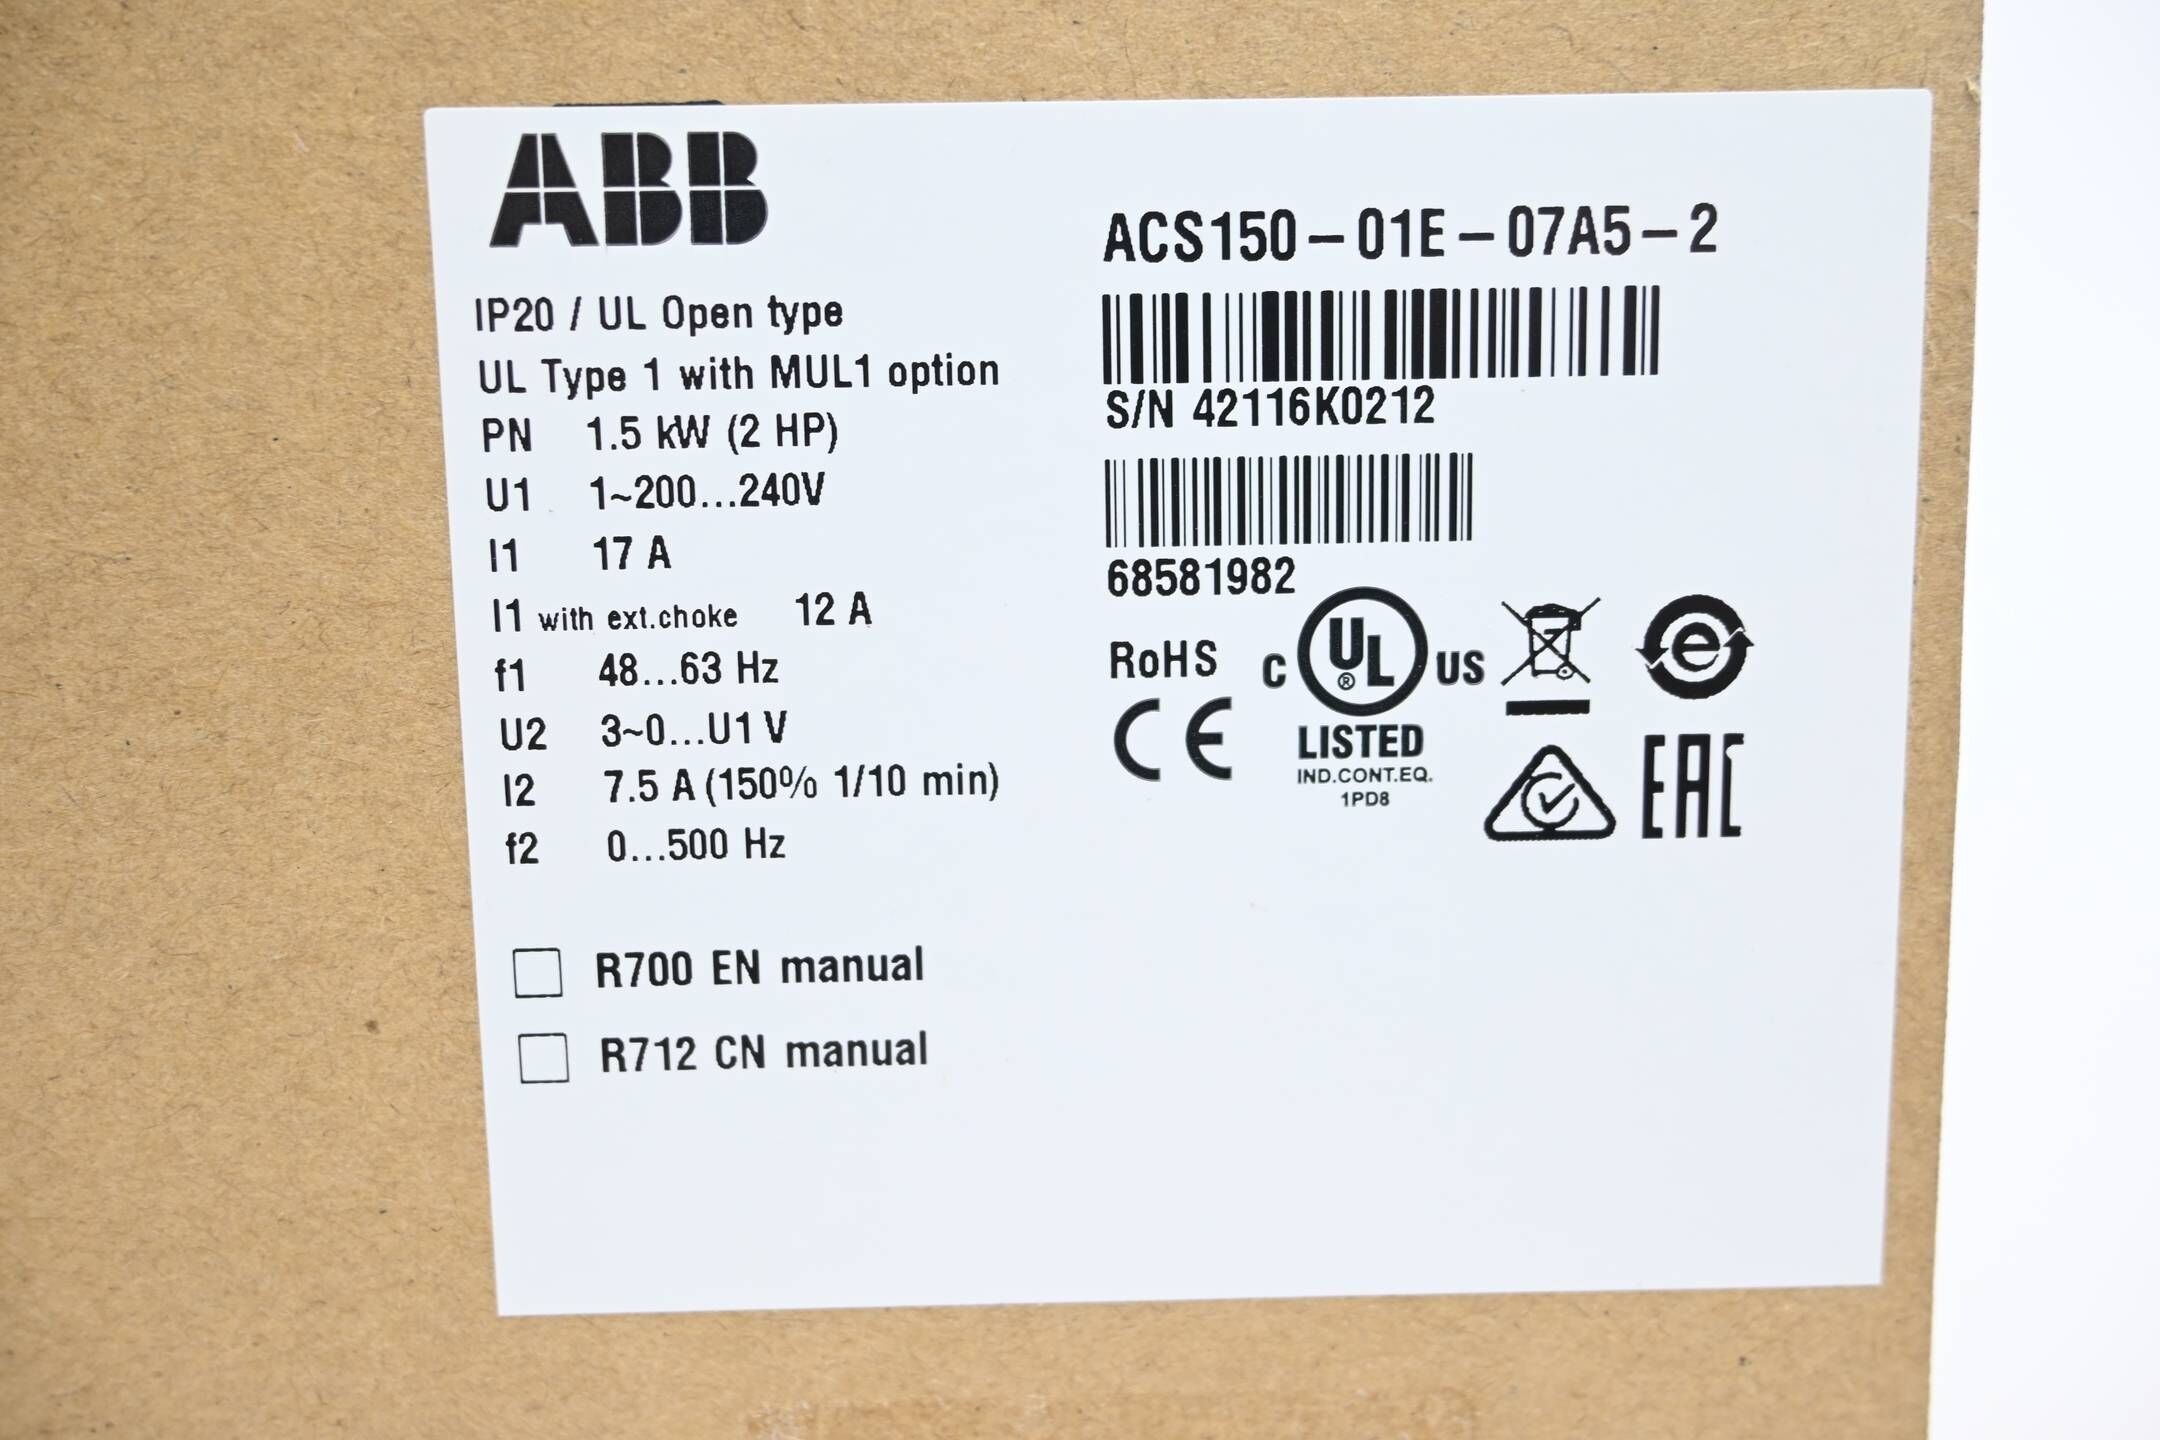 ABB
IP20 / UL Open type
UL Type 1 with MUL1 option
PN 1.5 kW (2 HP)
U1 1~200...240V
I1 17 A
I1 with ext.choke 12 A
f1 48...63 Hz
U2 3~0...U1 V
I2 7.5 A (150% 1/10 min)
f2 0...500 Hz
R700 EN manual
R712 CN manual
ACS150-01E-07A5-2
S/N 42116K0212
68581982
RoHS
C UL ® US
LISTED
IND.CONT.EQ.
1PD8
e
CE
EAC